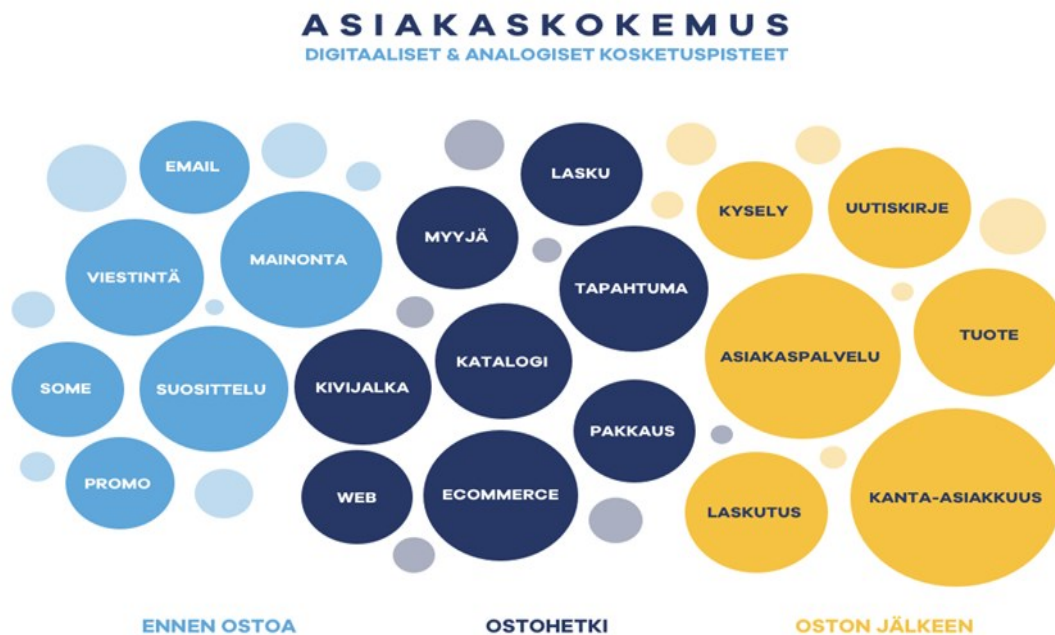 ASIAKASKOKEMUS
DIGITAALISET & ANALOGISET KOSKETUSPISTEET
EMAIL
VIESTINTÄ
MAINONTA
SOME
SUOSITTELU
PROMO
LASKU
MYYJÄ
TAPAHTUMA
KATALOGI
KIVIJALKA
PAKKAUS
WEB
ECOMMERCE
KYSELY
UUTISKIRJE
ASIAKASPALVELU
TUOTE
LASKUTUS
KANTA-ASIAKKUUS
ENNEN OSTOA
OSTOHETKI
OSTON JÄLKEEN